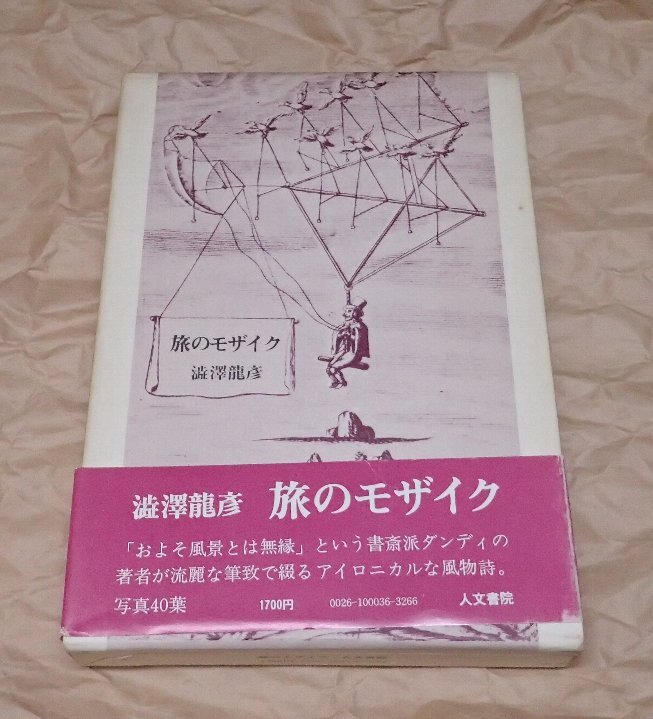 旅のモザイク
澁澤龍彦
澁澤龍彦 旅のモザイク
「およそ風景とは無縁」という書斎派ダンディの
著者が流麗な筆致で綴るアイロニカルな風物詩。
写真40葉 1700円 0026-100036-3266 人文書院